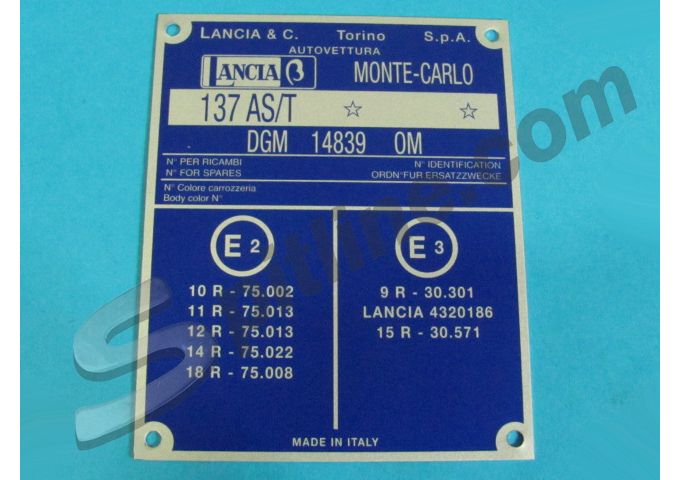 LANCIA & C. Torino S.p.A.
AUTOVETTURA
LANCIA β MONTE-CARLO
137 AS/T ☆ ☆
DGM 14839 OM
N° PER RICAMBI N° IDENTIFICATION
N° FOR SPARES ORDN°FUR ERSATZZWECKE
N° Colore carrozzeria
Body color N°
E 2
10 R - 75.002
11 R - 75.013
12 R - 75.013
14 R - 75.022
18 R - 75.008
E 3
9 R - 30.301
LANCIA 4320186
15 R - 30.571
MADE IN ITALY